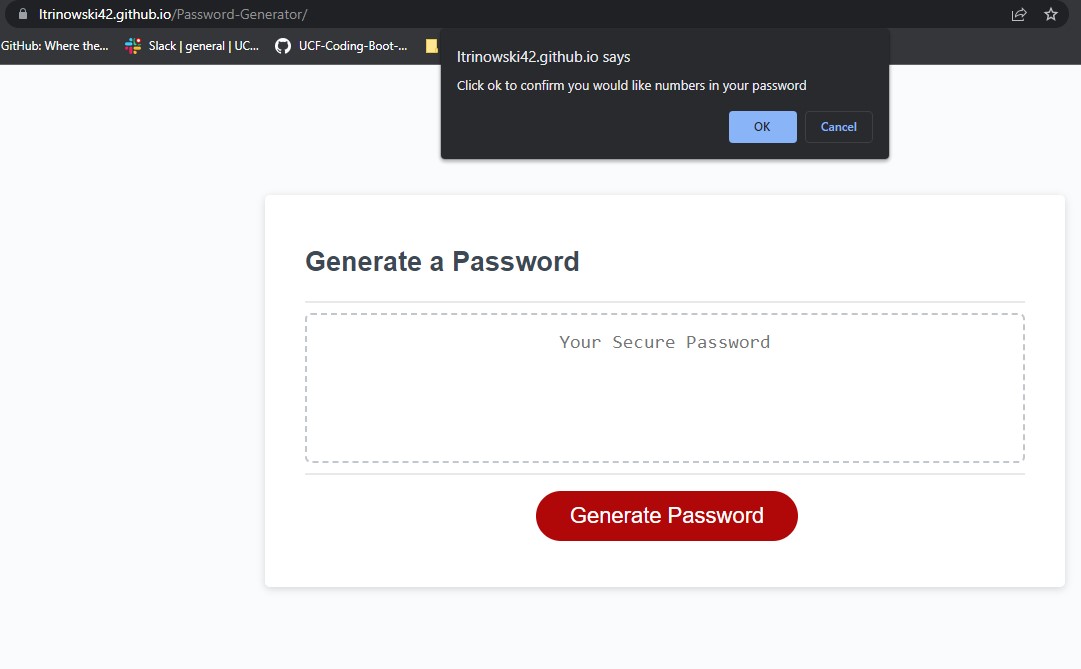 ltrinowski42.github.io/Password-Generator/
GitHub: Where the...
Slack | general | UC...
UCF-Coding-Boot-...
ltrinowski42.github.io says
Click ok to confirm you would like numbers in your password
OK
Cancel
Generate a Password
Your Secure Password
Generate Password